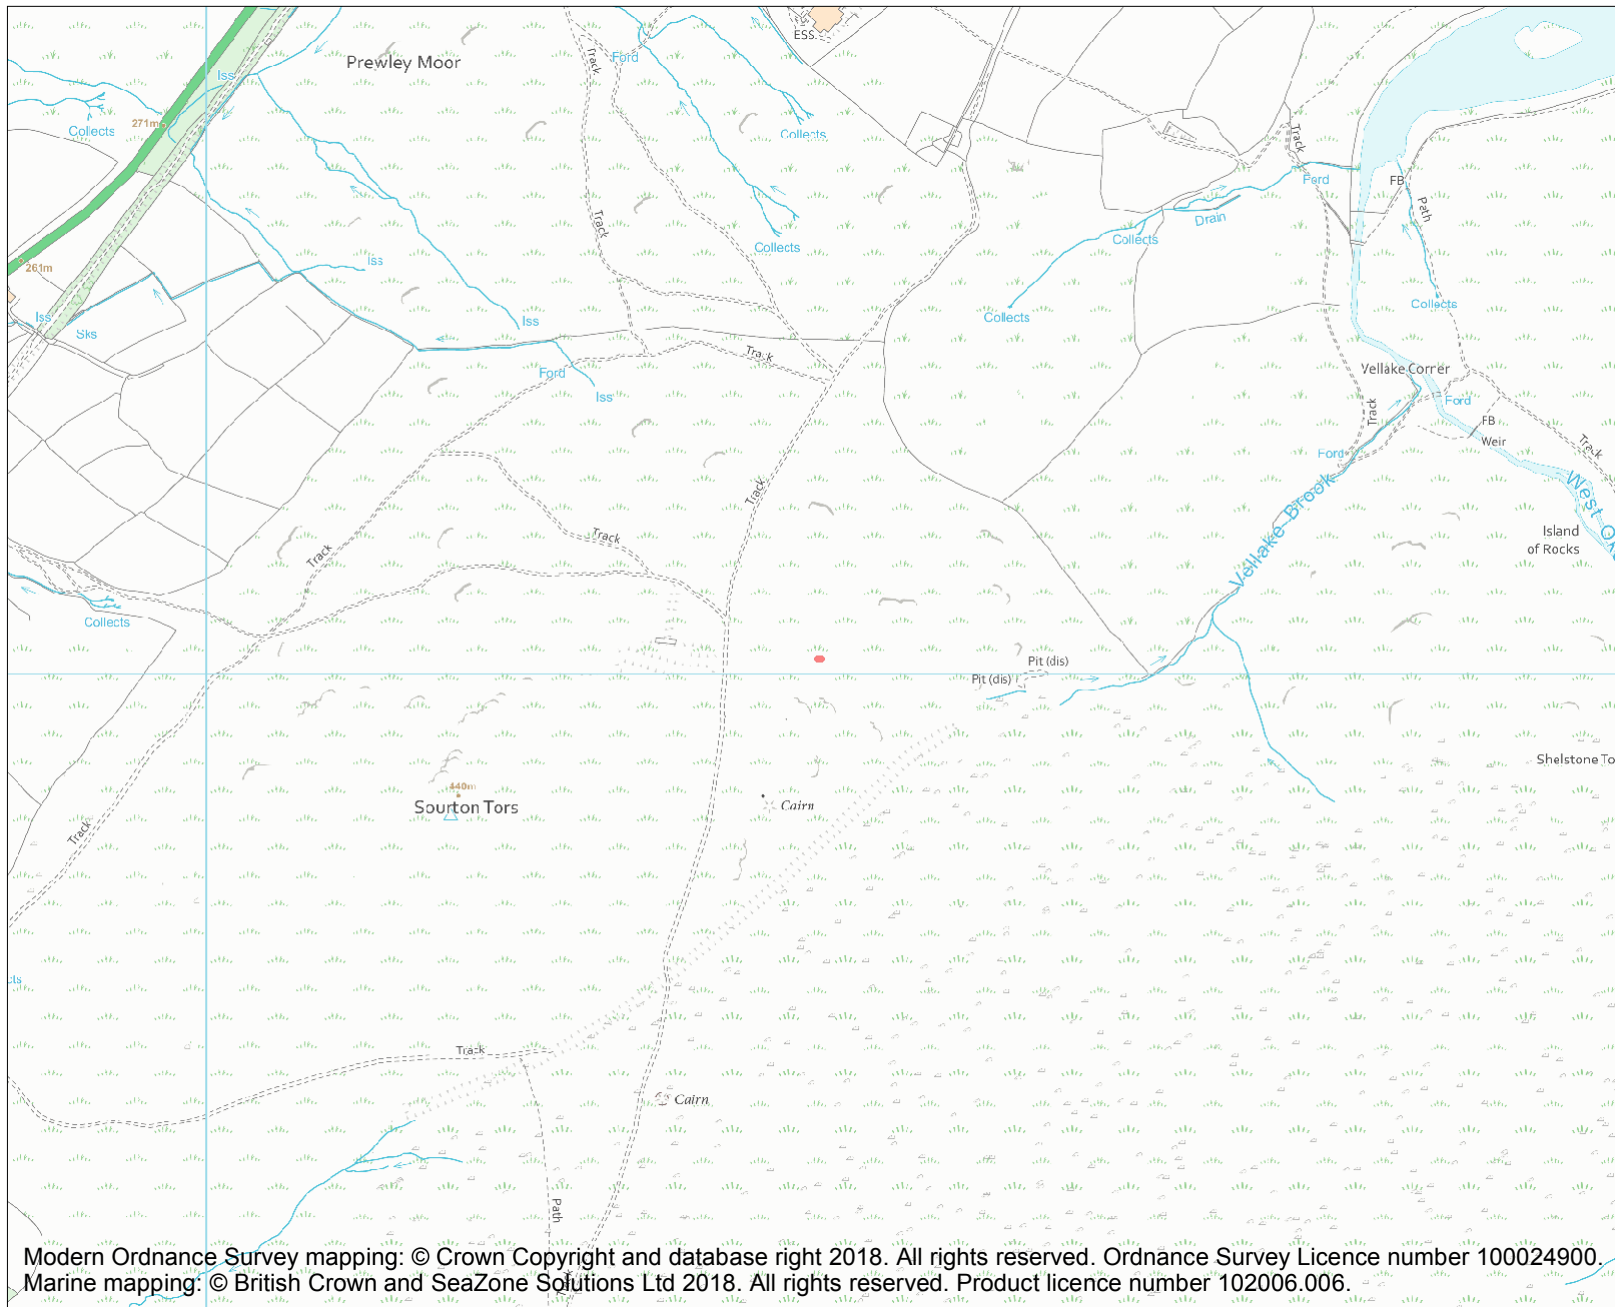 ESS
Prewley Moor
Track
Ford
Iss
271m
Collects
Collects
Track
Ford
FB
Path
Track
Drain
Collects
Collects
Iss
261m
Collects
Collects
Iss
Sks
Iss
Track
Ford
Iss
Vellake Corner
Ford
Track
FB
Weir
Track
Ford
West
Track
Vellake Brook
Island
of Rocks
Track
Track
Collects
Pit (dis)
Pit (dis)
Shelstone To
440m
Sourton Tors
Cairn
Track
cts
Track
Cairn
Path
Modern Ordnance Survey mapping: © Crown Copyright and database right 2018. All rights reserved. Ordnance Survey Licence number 100024900.
Marine mapping: © British Crown and SeaZone Solutions Ltd 2018. All rights reserved. Product licence number 102006.006.